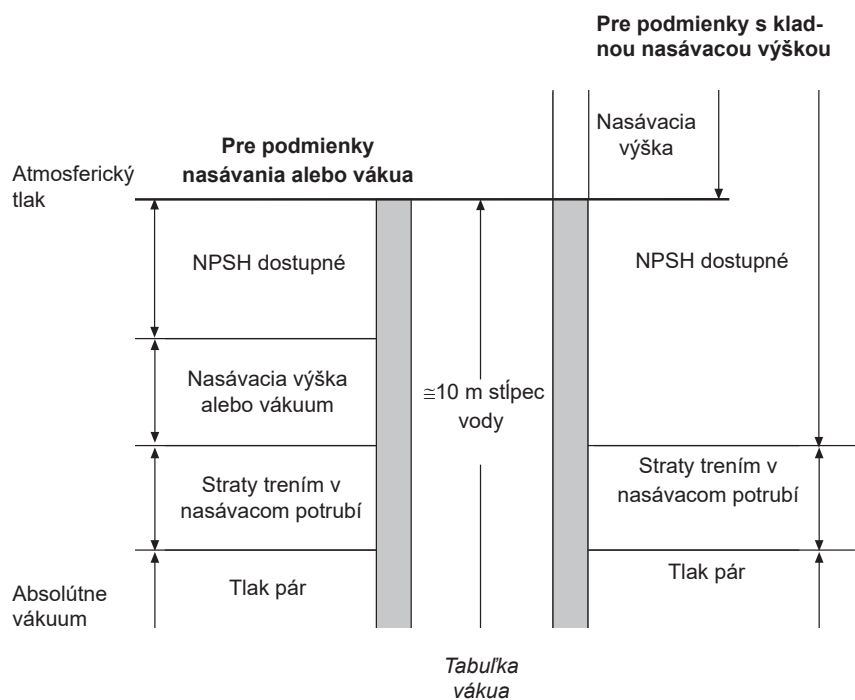 Pre podmienky s klad-
nou nasávacou výškou
Nasávacia
výška
Pre podmienky
nasávania alebo vákua
Atmosferický
tlak
NPSH dostupné
NPSH dostupné
Nasávacia výška
alebo vákuum
≅10 m stĺpec
vody
Straty trením v
nasávacom potrubí
Straty trením v
nasávacom potrubí
Tlak pár
Tlak pár
Absolútne
vákuum
Tabuľka
vákua